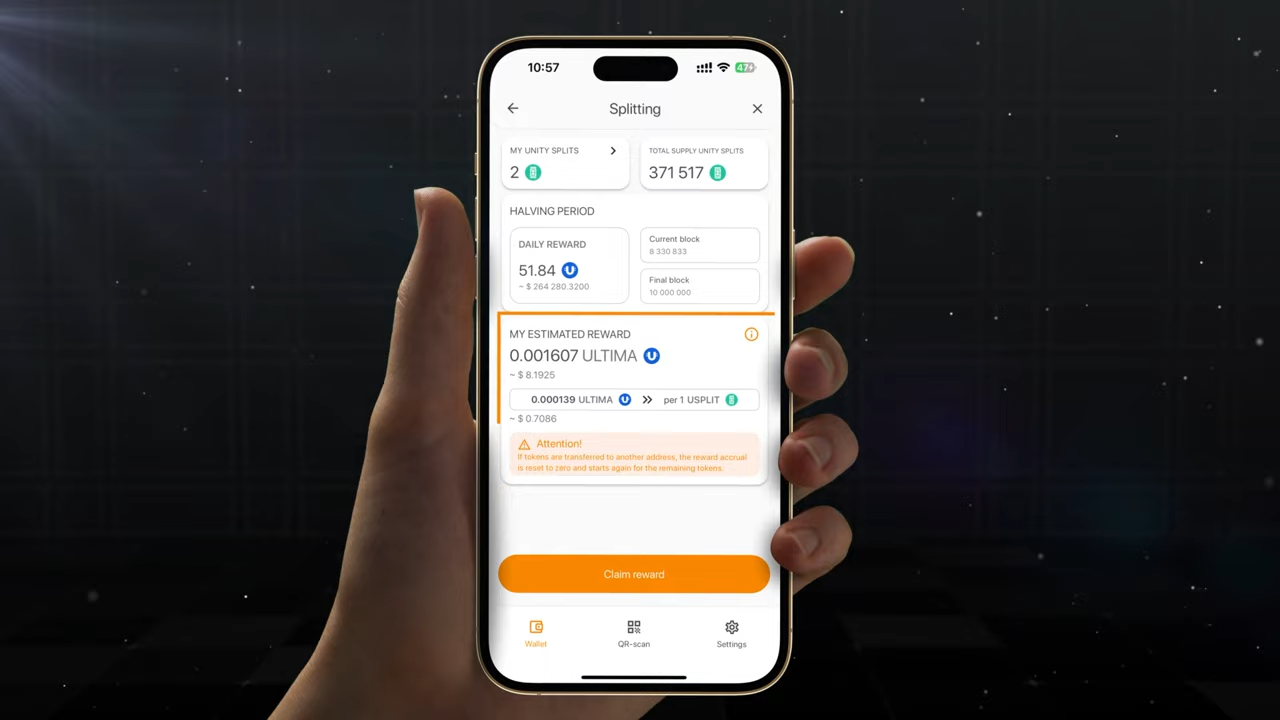 10:57
47
Splitting
MY UNITY SPLITS
2
TOTAL SUPPLY UNITY SPLITS
371 517
HALVING PERIOD
DAILY REWARD
51.84
~ $ 264 280.3200
Current block
8 330 833
Final block
10 000 000
MY ESTIMATED REWARD
0.001607 ULTIMA
~ $ 8.1925
0.000139 ULTIMA >> per 1 USPLIT
~ $ 0.7086
Attention!
If tokens are transferred to another address, the reward accrual
is reset to zero and starts again for the remaining tokens.
Claim reward
Wallet
QR-scan
Settings